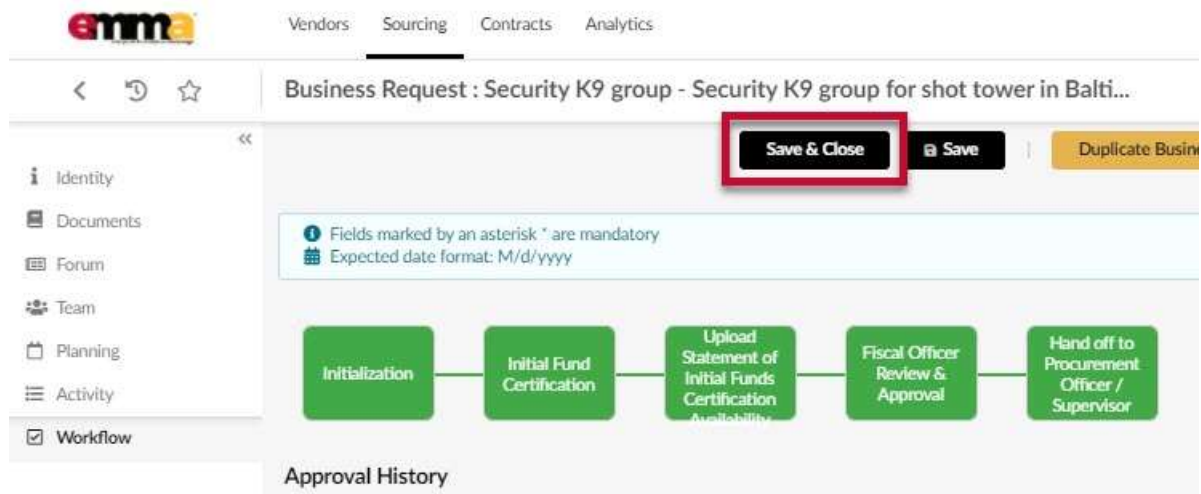 emma
Vendors Sourcing Contracts Analytics
Business Request : Security K9 group - Security K9 group for shot tower in Balti...
Save & Close Save Duplicate Busine
Identity
Documents
Forum
Team
Planning
Activity
Workflow
Fields marked by an asterisk * are mandatory
Expected date format: M/d/yyyy
Initialization
Initial Fund
Certification
Upload
Statement of
Initial Funds
Certification
Availability
Fiscal Officer
Review &
Approval
Hand off to
Procurement
Officer /
Supervisor
Approval History